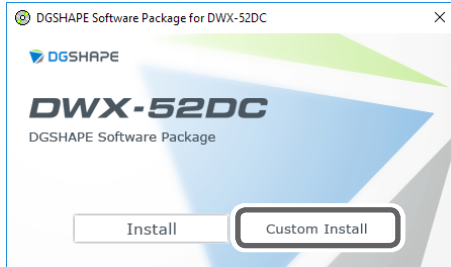 DGSHAPE Software Package for DWX-52DC
DGSHAPE
DWX-52DC
DGSHAPE Software Package
Install
Custom Install